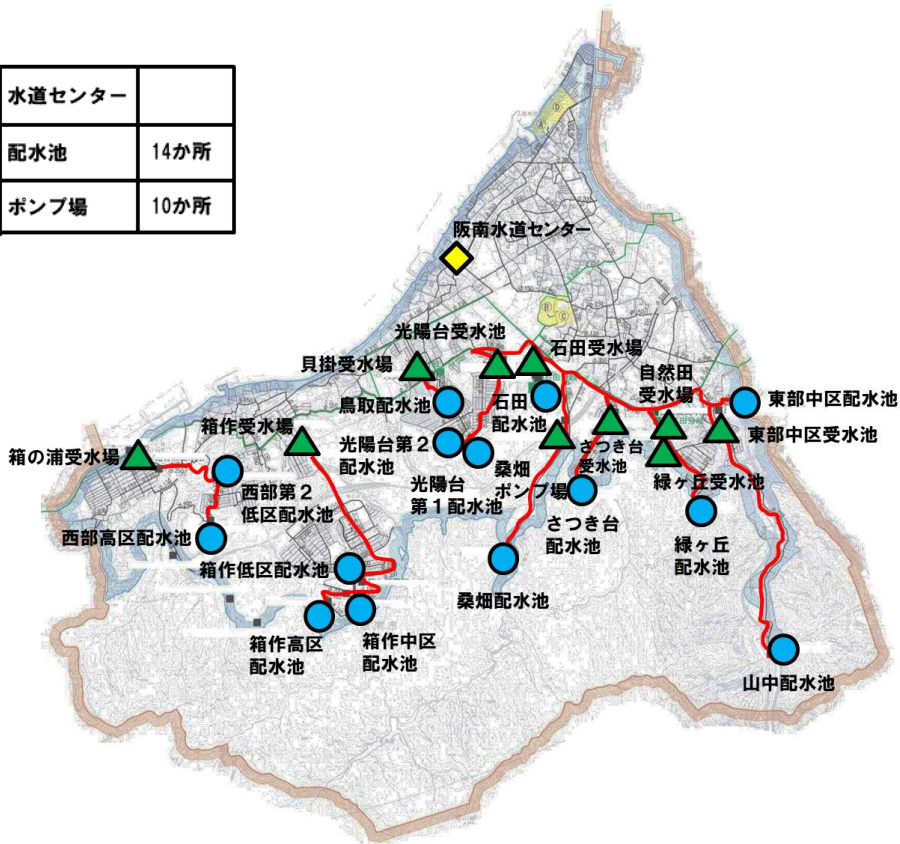 水道センター
配水池 14か所
ポンプ場 10か所
阪南水道センター
光陽台受水池
貝掛受水場
石田受水場
自然田
受水場
鳥取配水池
石田
配水池
東部中区配水池
箱作受水場
光陽台第2
配水池
さつき台
受水池
東部中区受水池
箱の浦受水場
光陽台
第1配水池
桑畑
ポンプ場
緑ヶ丘受水池
西部第2
低区配水池
さつき台
配水池
緑ヶ丘
配水池
西部高区配水池
箱作低区配水池
桑畑配水池
箱作高区
配水池
箱作中区
配水池
山中配水池
A
D
B
C